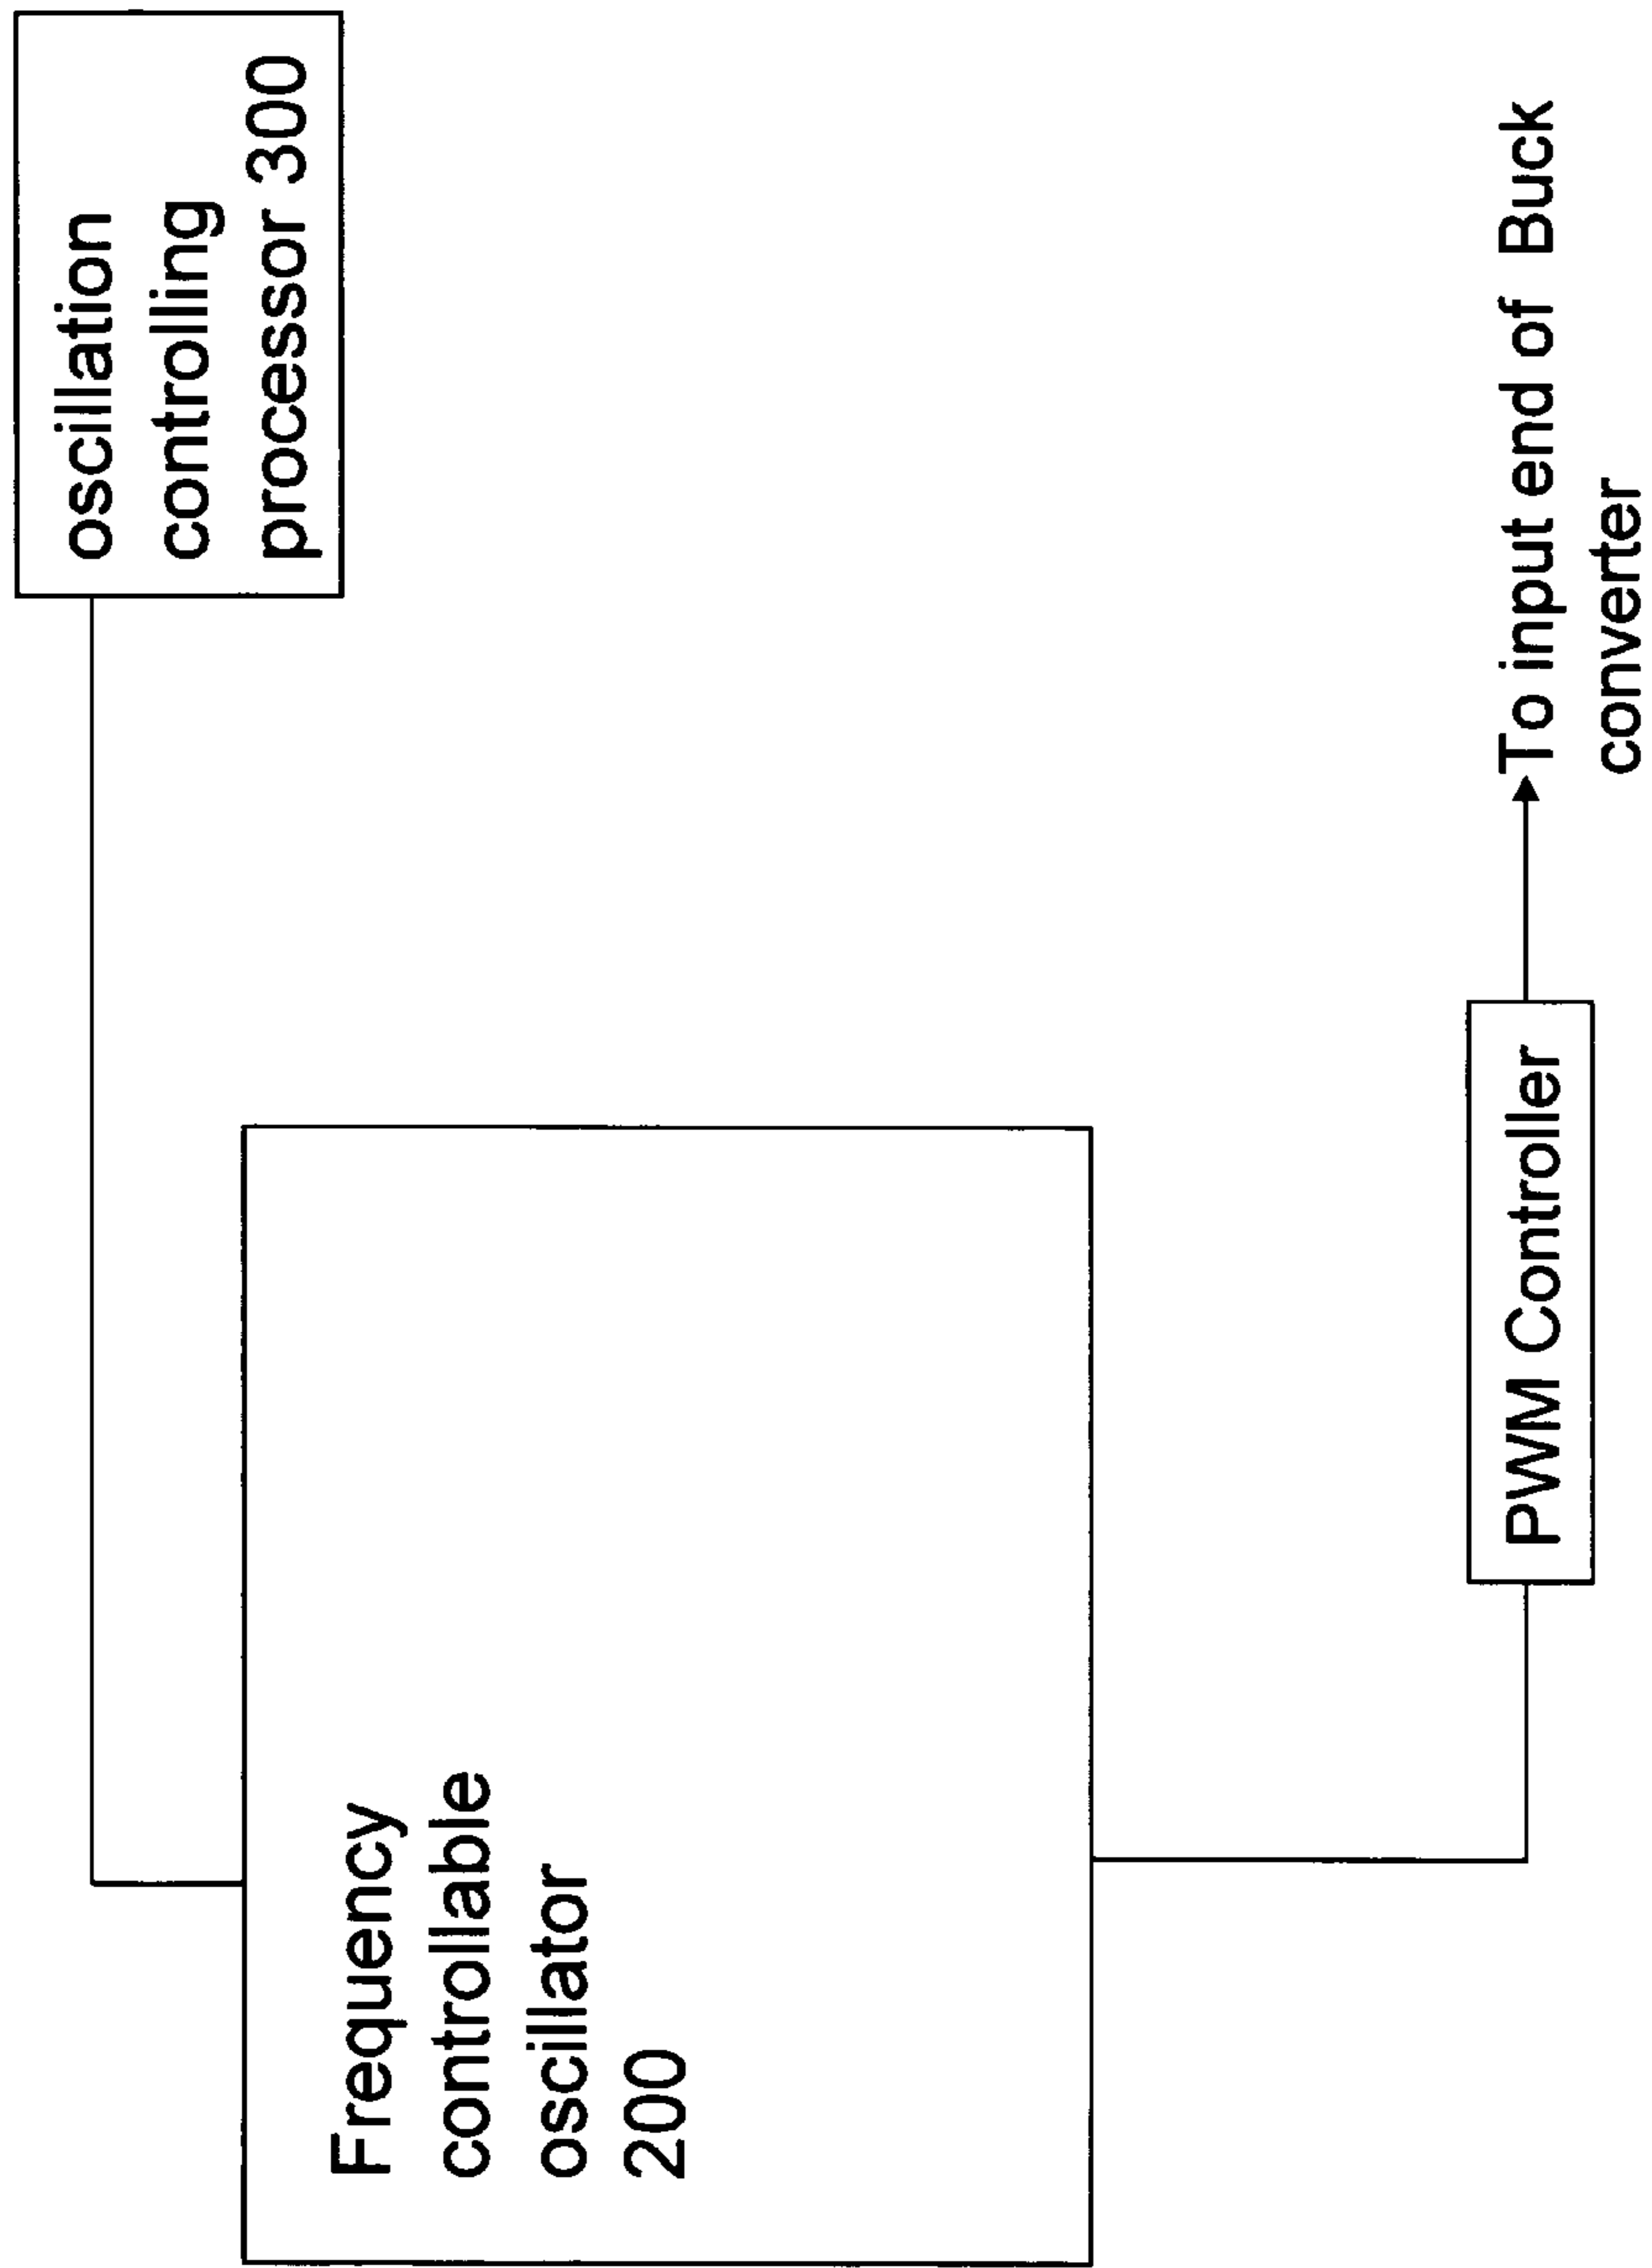 oscillation
controlling
processor 300
Frequency
controllable
oscillator
200
PWM Controller
To input end of Buck
converter